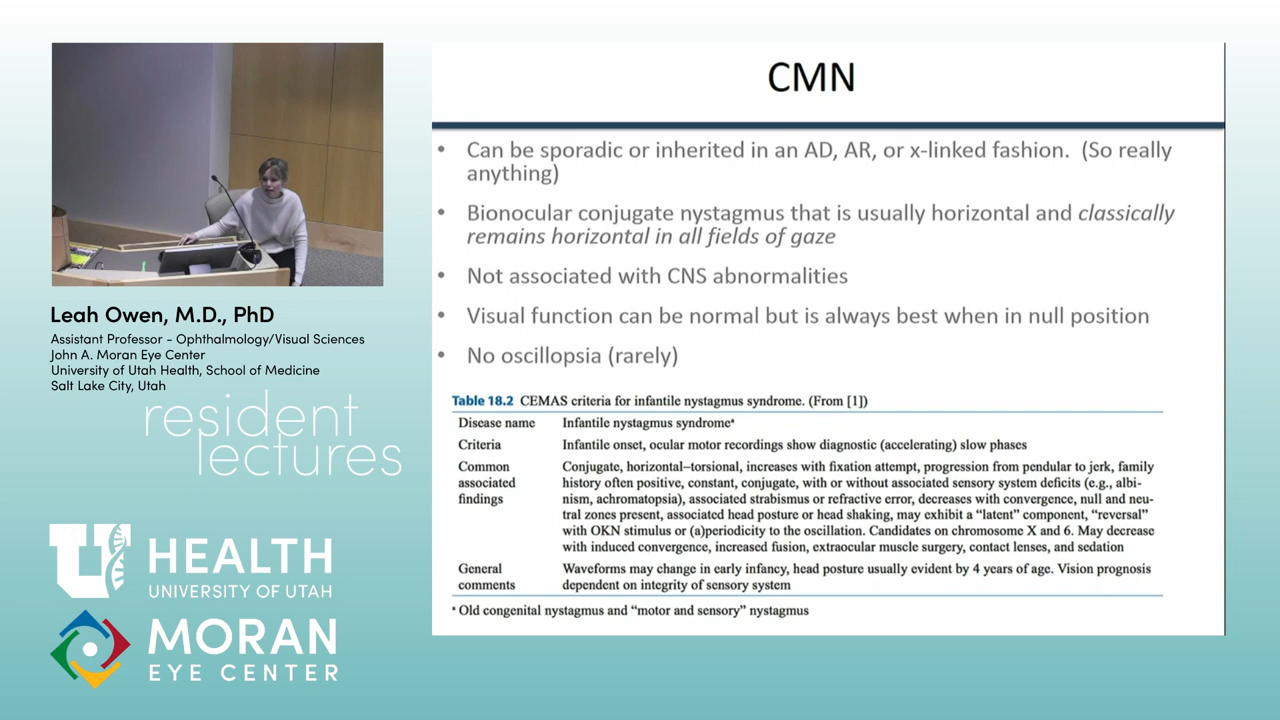 CMN
• Can be sporadic or inherited in an AD, AR, or x-linked fashion. (So really
anything)
• Bionocular conjugate nystagmus that is usually horizontal and classically
remains horizontal in all fields of gaze
• Not associated with CNS abnormalities
• Visual function can be normal but is always best when in null position
• No oscillopsia (rarely)
Table 18.2 CEMAS criteria for infantile nystagmus syndrome. (From [1])
Disease name Infantile nystagmus syndromeᵃ
Criteria Infantile onset, ocular motor recordings show diagnostic (accelerating) slow phases
Common associated findings Conjugate, horizontal–torsional, increases with fixation attempt, progression from pendular to jerk, family
history often positive, constant, conjugate, with or without associated sensory system deficits (e.g., albi-
nism, achromatopsia), associated strabismus or refractive error, decreases with convergence, null and neu-
tral zones present, associated head posture or head shaking, may exhibit a “latent” component, “reversal”
with OKN stimulus or (a)periodicity to the oscillation. Candidates on chromosome X and 6. May decrease
with induced convergence, increased fusion, extraocular muscle surgery, contact lenses, and sedation
General comments Waveforms may change in early infancy, head posture usually evident by 4 years of age. Vision prognosis
dependent on integrity of sensory system
ᵃ Old congenital nystagmus and “motor and sensory” nystagmus
Leah Owen, M.D., PhD
Assistant Professor - Ophthalmology/Visual Sciences
John A. Moran Eye Center
University of Utah Health, School of Medicine
Salt Lake City, Utah
resident
lectures
U HEALTH
UNIVERSITY OF UTAH
MORAN
EYE CENTER